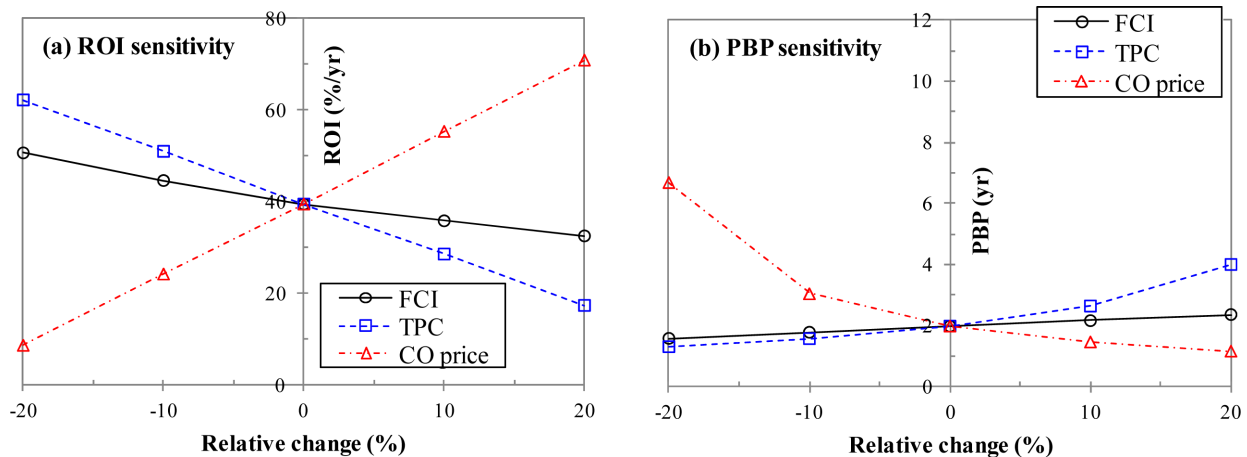 (a) ROI sensitivity
ROI (%/yr)
80
60
40
20
0
FCI
TPC
CO price
-20 -10 0 10 20
Relative change (%)
(b) PBP sensitivity
PBP (yr)
12
10
8
6
4
2
0
FCI
TPC
CO price
-20 -10 0 10 20
Relative change (%)